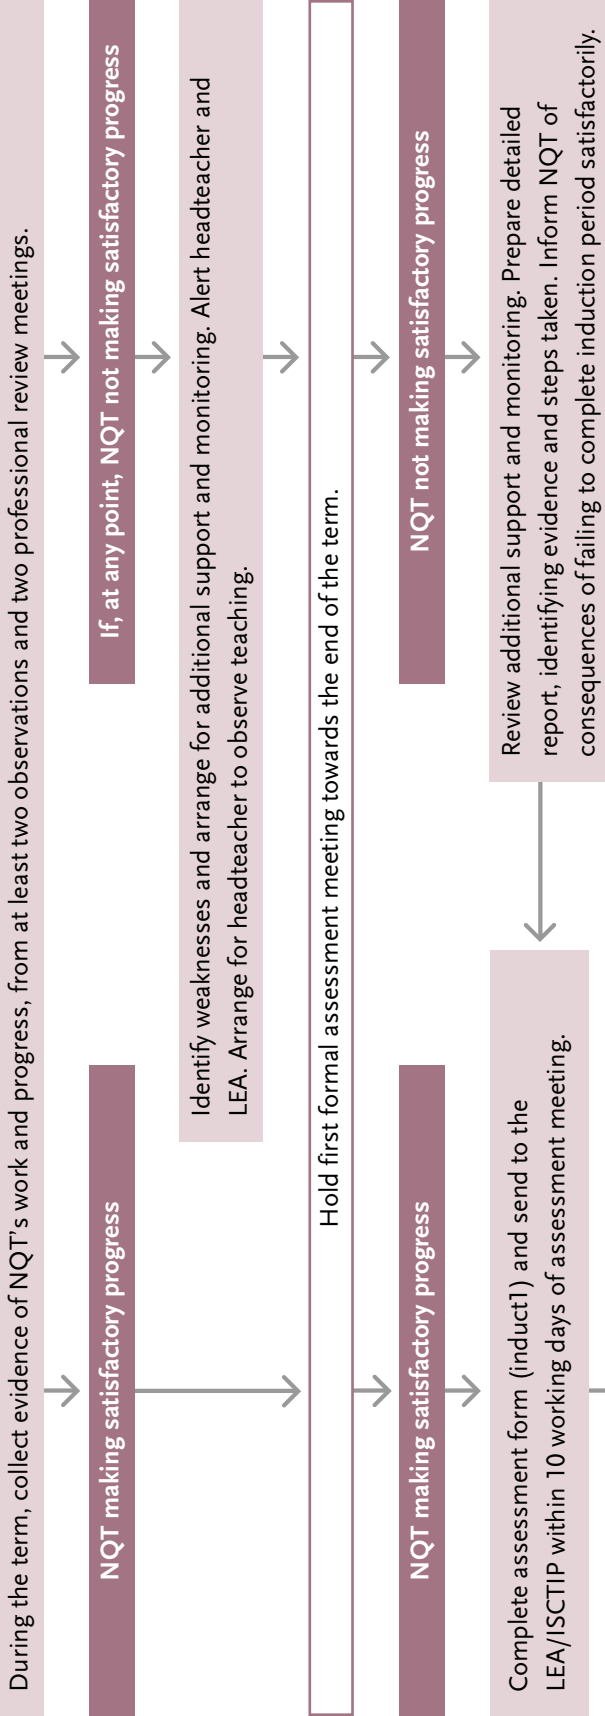 During the term, collect evidence of NQT's work and progress, from at least two observations and two professional review meetings.
NQT making satisfactory progress
If, at any point, NQT not making satisfactory progress
Identify weaknesses and arrange for additional support and monitoring. Alert headteacher and
LEA. Arrange for headteacher to observe teaching.
Hold first formal assessment meeting towards the end of the term.
NQT making satisfactory progress
NQT not making satisfactory progress
Complete assessment form (induct1) and send to the
LEA/ISCTIP within 10 working days of assessment meeting.
Review additional support and monitoring. Prepare detailed
report, identifying evidence and steps taken. Inform NQT of
consequences of failing to complete induction period satisfactorily.